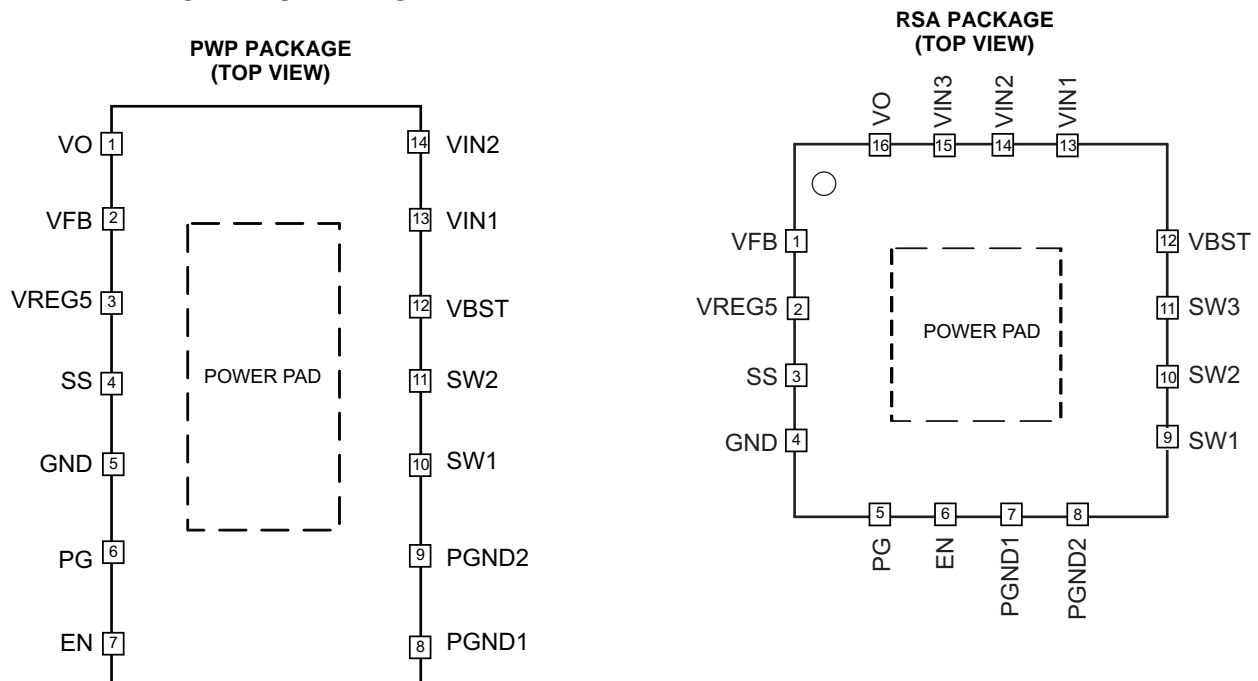 PWP PACKAGE
(TOP VIEW)
VO 1
14 VIN2
VFB 2
13 VIN1
VREG5 3
12 VBST
SS 4
11 SW2
POWER PAD
GND 5
10 SW1
PG 6
9 PGND2
EN 7
8 PGND1
RSA PACKAGE
(TOP VIEW)
VO
VIN3
VIN2
VIN1
16
15
14
13
VFB 1
12 VBST
VREG5 2
11 SW3
POWER PAD
SS 3
10 SW2
GND 4
9 SW1
5
6
7
8
PG
EN
PGND1
PGND2